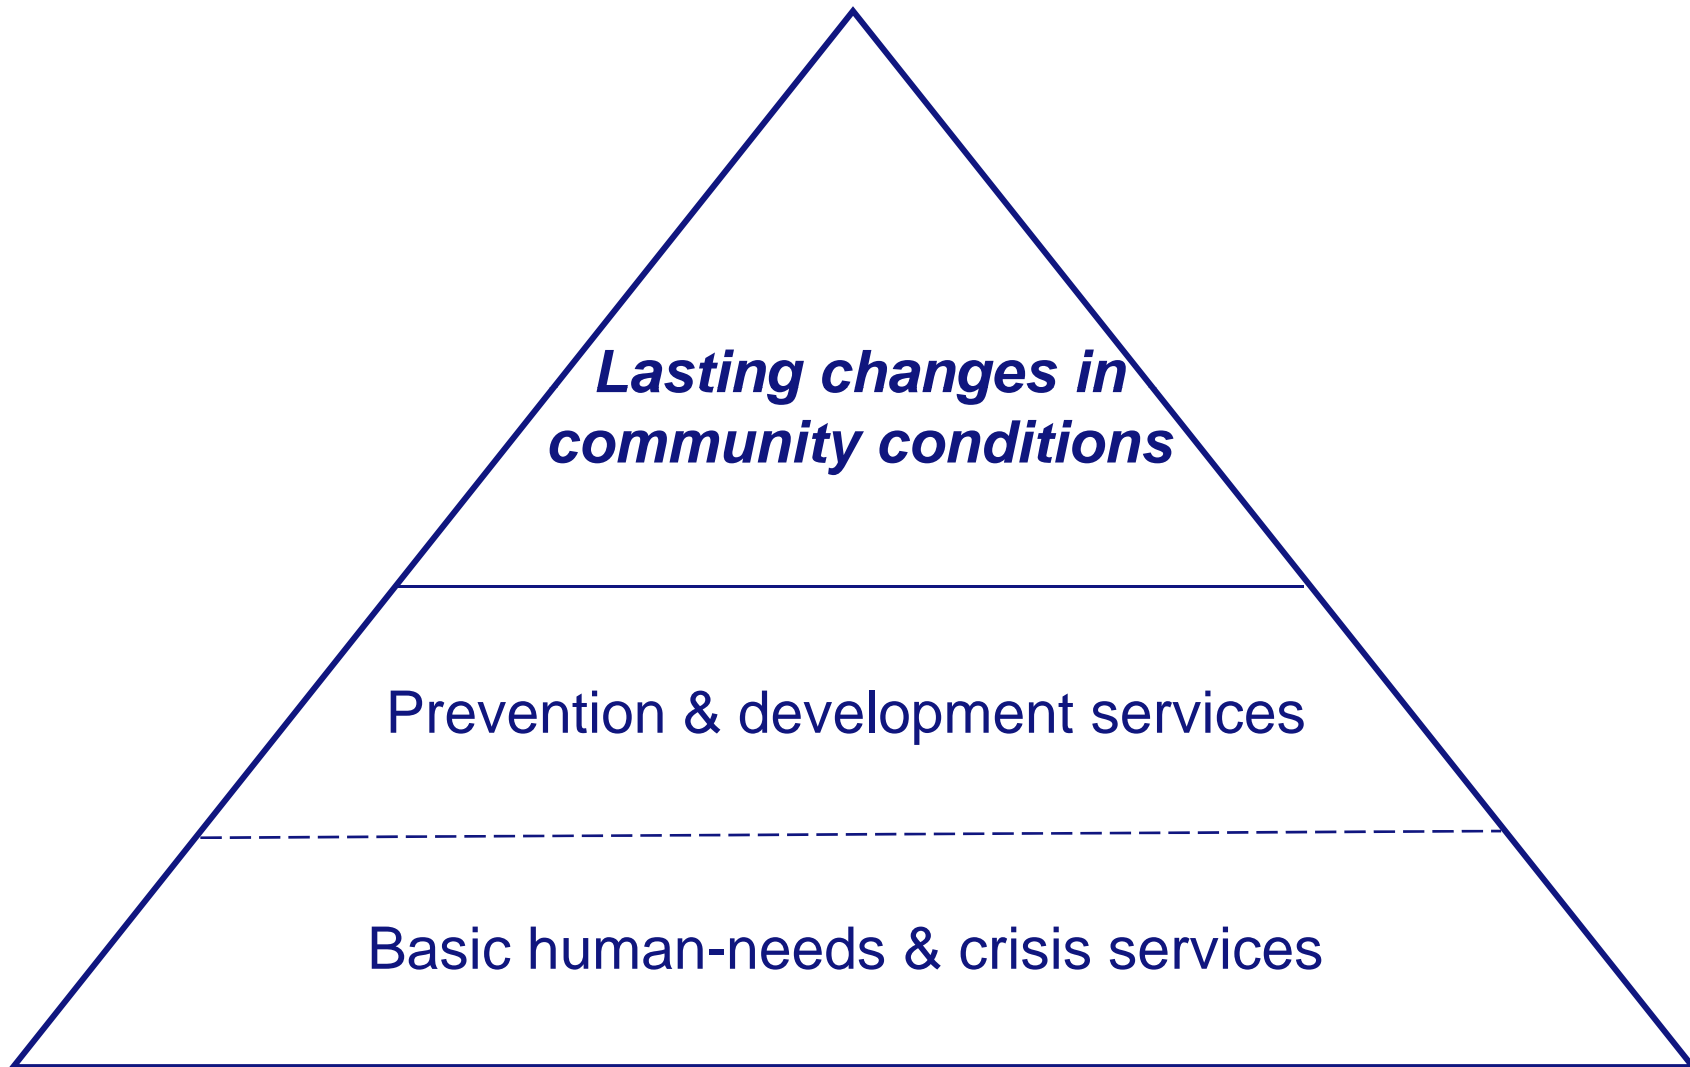 Lasting changes in
community conditions
Prevention & development services
Basic human-needs & crisis services